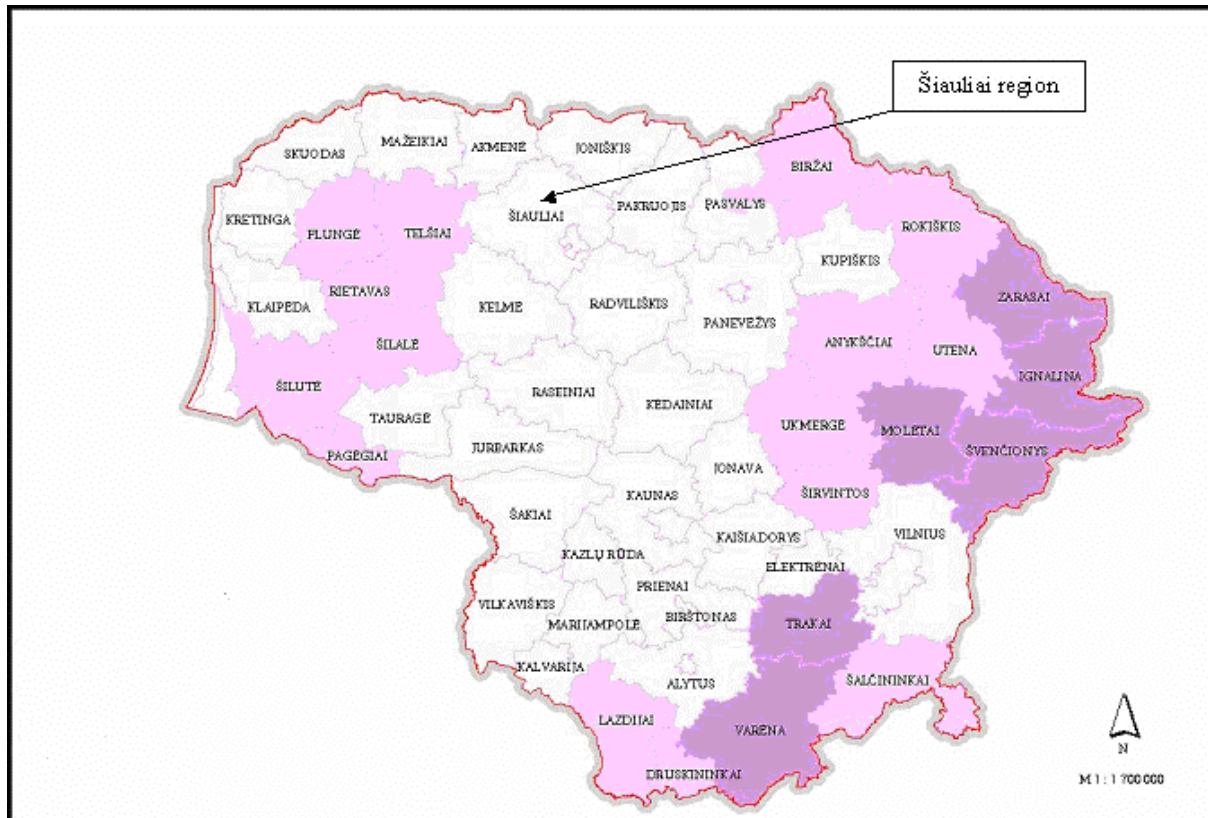 Šiauliai region
SKUODAS
MAŽEIKIAI
AKMENĖ
JONIŠKIS
BIRŽAI
KRETINGA
PLUNGĖ
TELŠIAI
ŠIAULIAI
PAKRUOJIS
PASVALYS
ROKIŠKIS
KUPIŠKIS
RIETAVAS
KLAIPĖDA
KELMĖ
RADVILIŠKIS
PANEVĖŽYS
ZARASAI
ŠILALĖ
ANYKŠČIAI
UTENA
IGNALINA
ŠILUTĖ
RASEINIAI
KĖDAINIAI
TAURAGĖ
UKMERGĖ
MOLĖTAI
ŠVENČIONYS
PAGĖGIAI
JURBARKAS
JONAVA
KAUNAS
ŠIRVINTOS
ŠAKIAI
KAIŠIADORYS
VILNIUS
KAZLŲ RŪDA
ELEKTRĖNAI
PRIENAI
VILKAVIŠKIS
BIRŠTONAS
MARIJAMPOLĖ
TRAKAI
KALVARIJA
ALYTUS
ŠALČININKAI
LAZDIJAI
VARĖNA
DRUSKININKAI
N
M 1 : 1 700 000